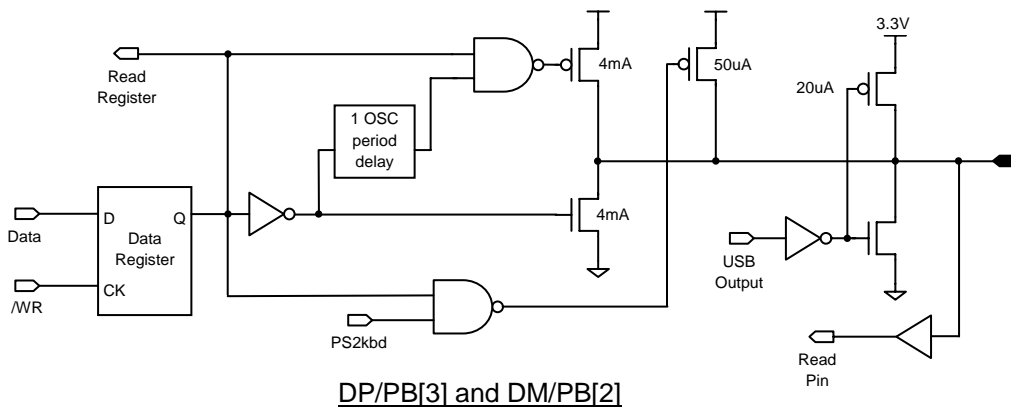 3.3V
4mA
50uA
Read
Register
20uA
1 OSC
period
delay
D
Q
Data
Data
Register
4mA
USB
Output
/WR
CK
PS2kbd
Read
Pin
DP/PB[3] and DM/PB[2]